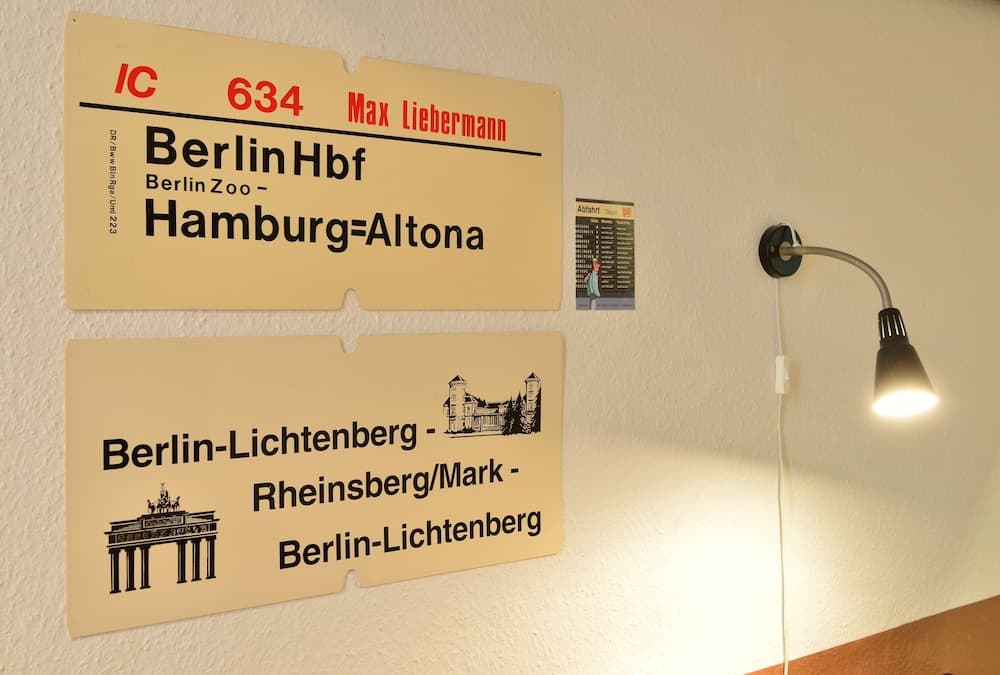 IC 634 Max Liebermann
Berlin Hbf
Berlin Zoo –
Hamburg=Altona
DR/Bww Bln Rga/Uml 223
Abfahrt
Berlin-Lichtenberg -
Rheinsberg/Mark -
Berlin-Lichtenberg